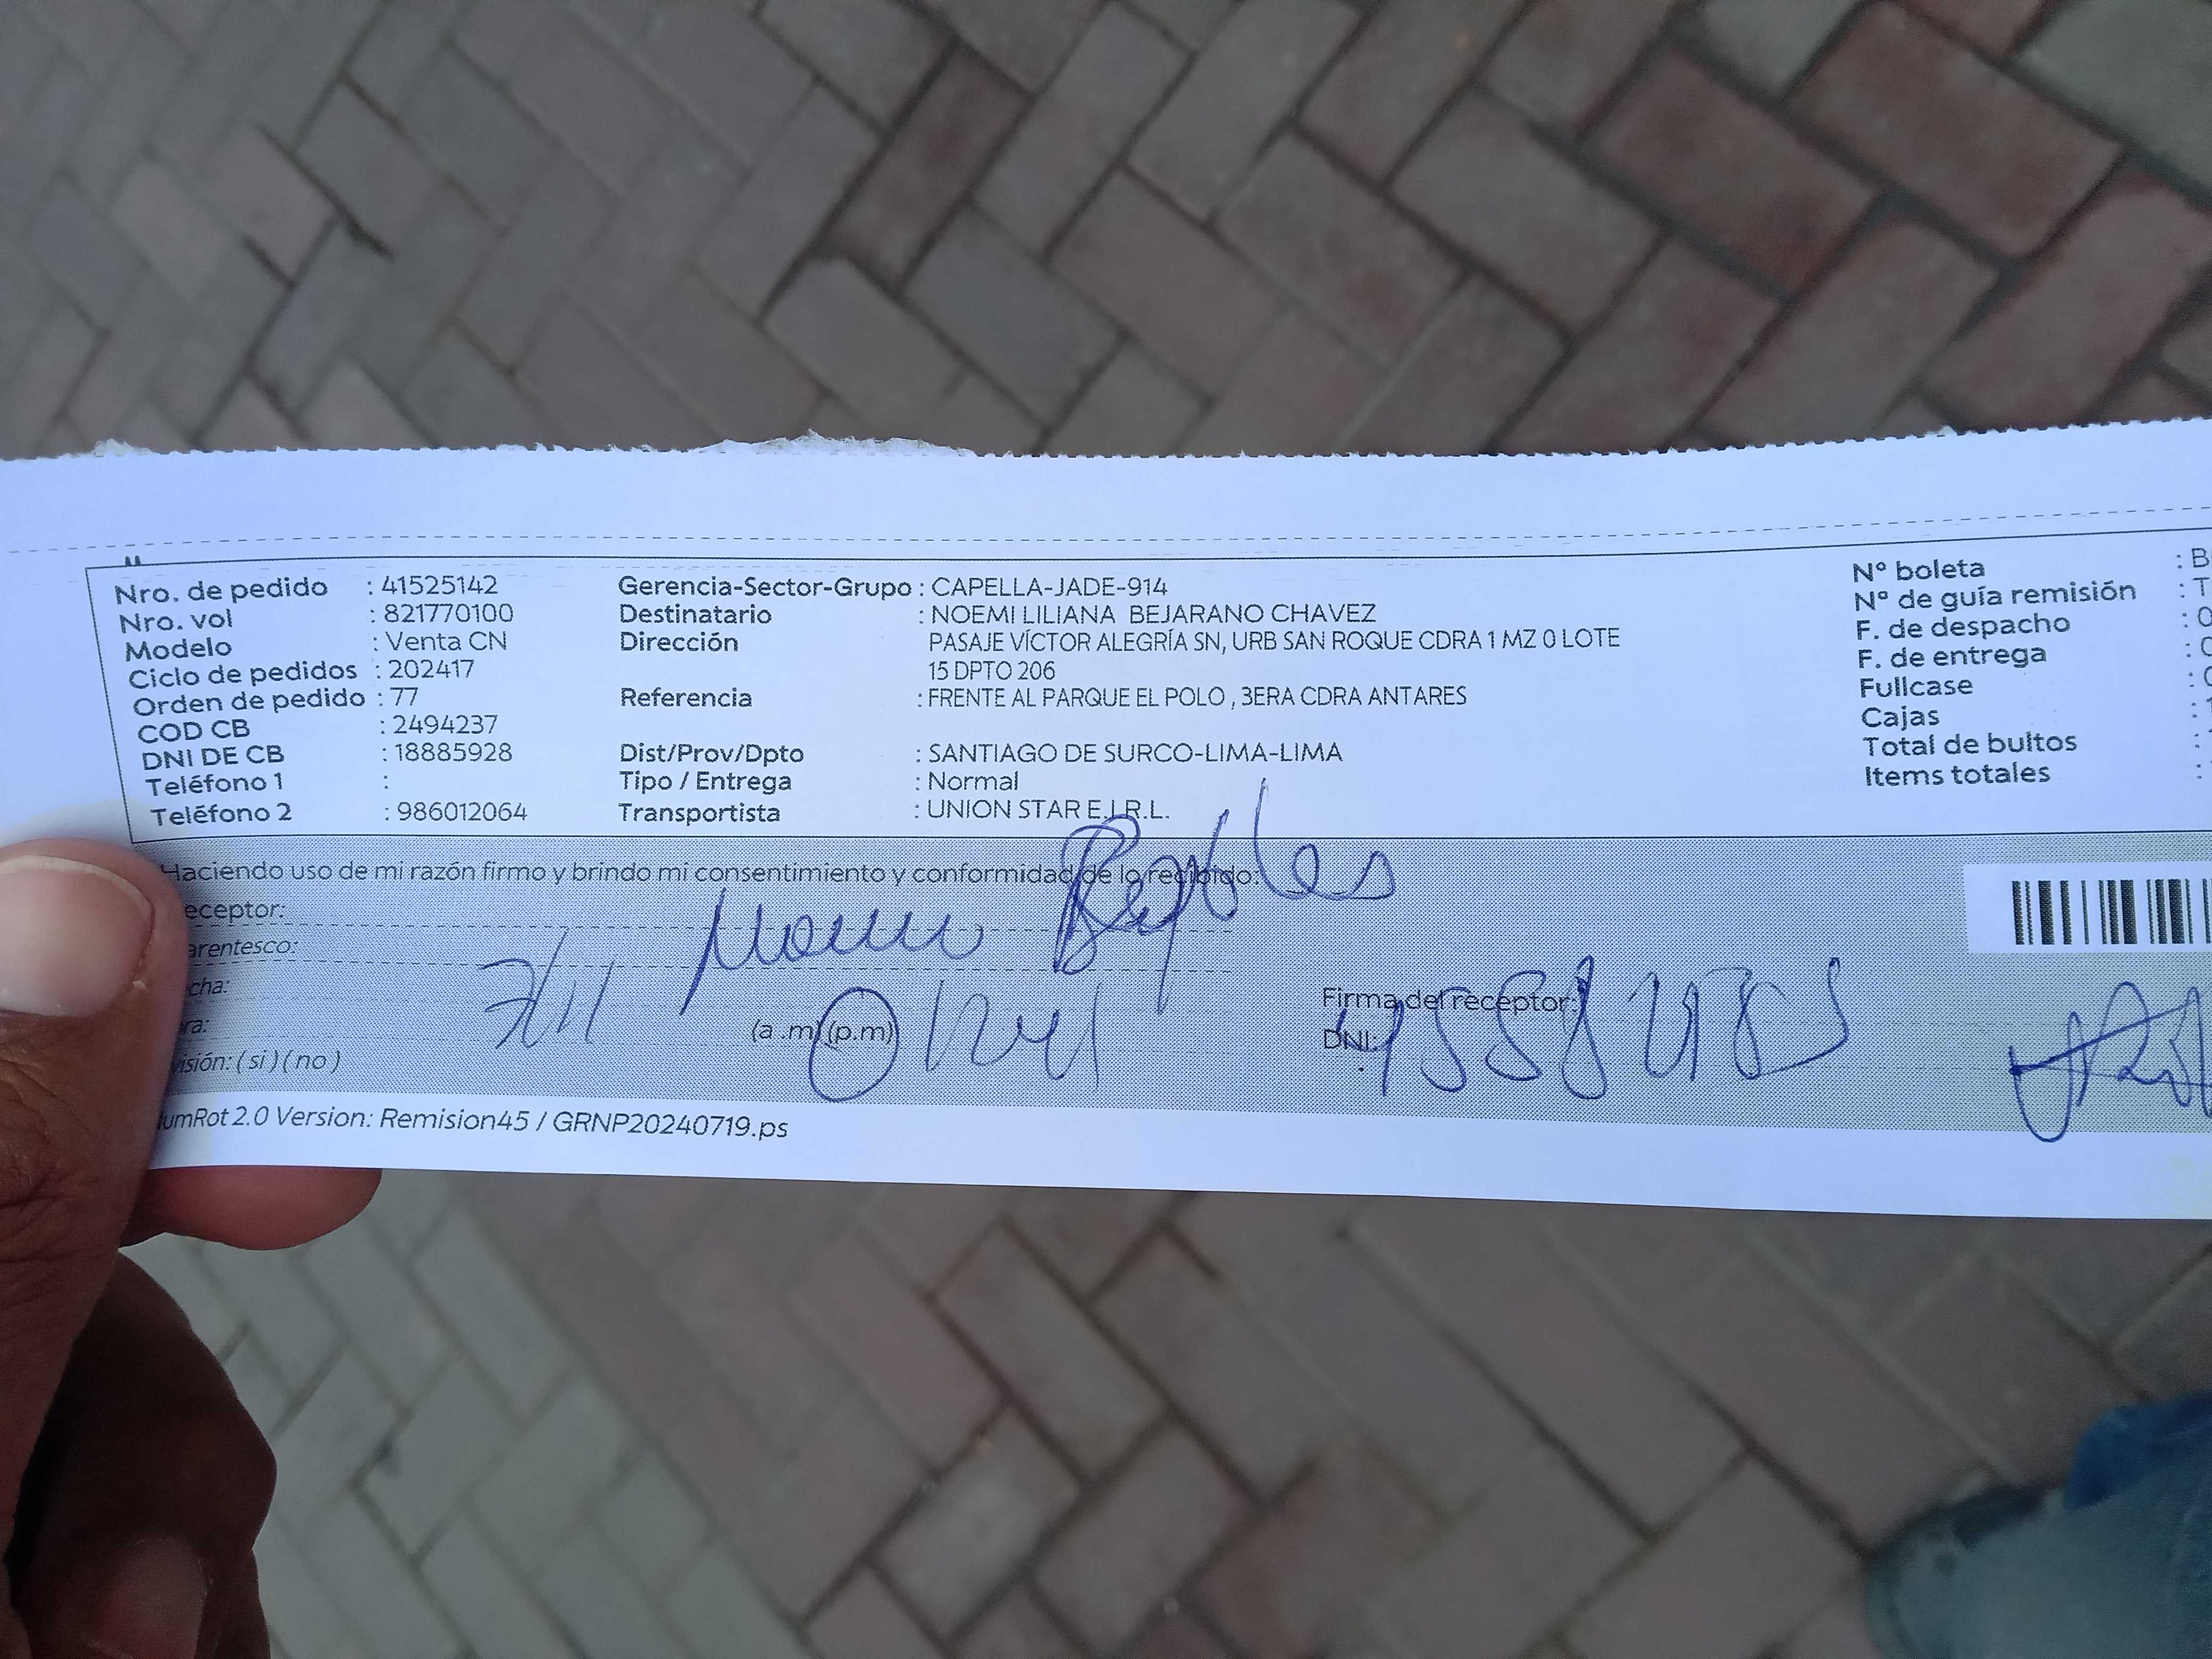 Nro. de pedido : 41525142
Nro. vol : 821770100
Modelo : Venta CN
Ciclo de pedidos : 202417
Orden de pedido : 77
COD CB : 2494237
DNI DE CB : 18885928
Teléfono 1 :
Teléfono 2 : 986012064
Gerencia-Sector-Grupo : CAPELLA-JADE-914
Destinatario : NOEMI LILIANA BEJARANO CHAVEZ
Dirección PASAJE VÍCTOR ALEGRÍA SN, URB SAN ROQUE CDRA 1 MZ 0 LOTE
15 DPTO 206
Referencia : FRENTE AL PARQUE EL POLO , 3ERA CDRA ANTARES
Dist/Prov/Dpto : SANTIAGO DE SURCO-LIMA-LIMA
Tipo / Entrega : Normal
Transportista : UNION STAR E.I.R.L.
Nº boleta : B
Nº de guía remisión : T
F. de despacho : 0
F. de entrega : 0
Fullcase : 0
Cajas :
Total de bultos :
Items totales :
Haciendo uso de mi razón firmo y brindo mi consentimiento y conformidad de lo recibido:
eceptor:
arentesco:
cha:
ra: (a .m) (p.m)
visión: ( si ) ( no )
Firma del receptor:
DNI:
umRot 2.0 Version: Remision45 / GRNP20240719.ps